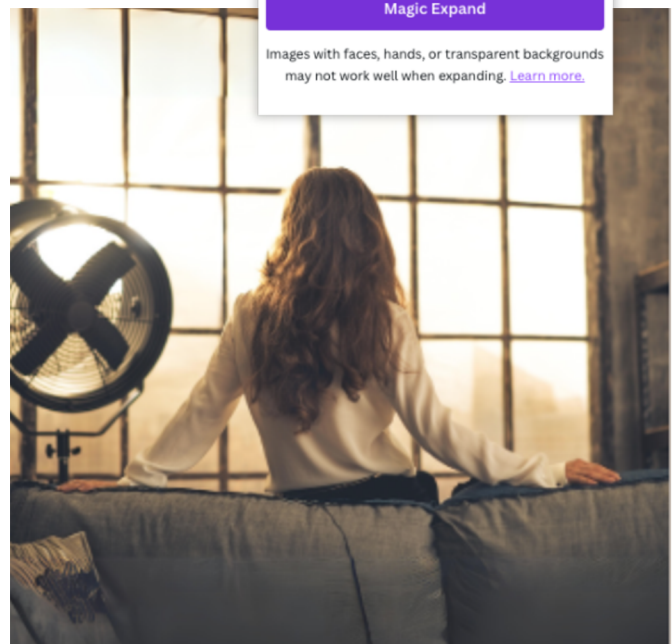 Magic Expand
Images with faces, hands, or transparent backgrounds
may not work well when expanding. Learn more.